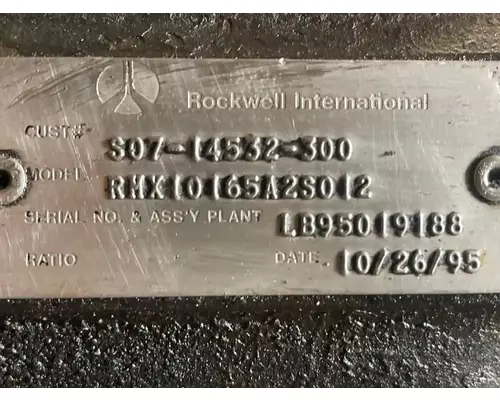 Rockwell International
CUST# S07-14532-300
MODEL RMX10165A2S012
SERIAL NO. & ASS'Y PLANT LB95019188
RATIO DATE 10/26/95